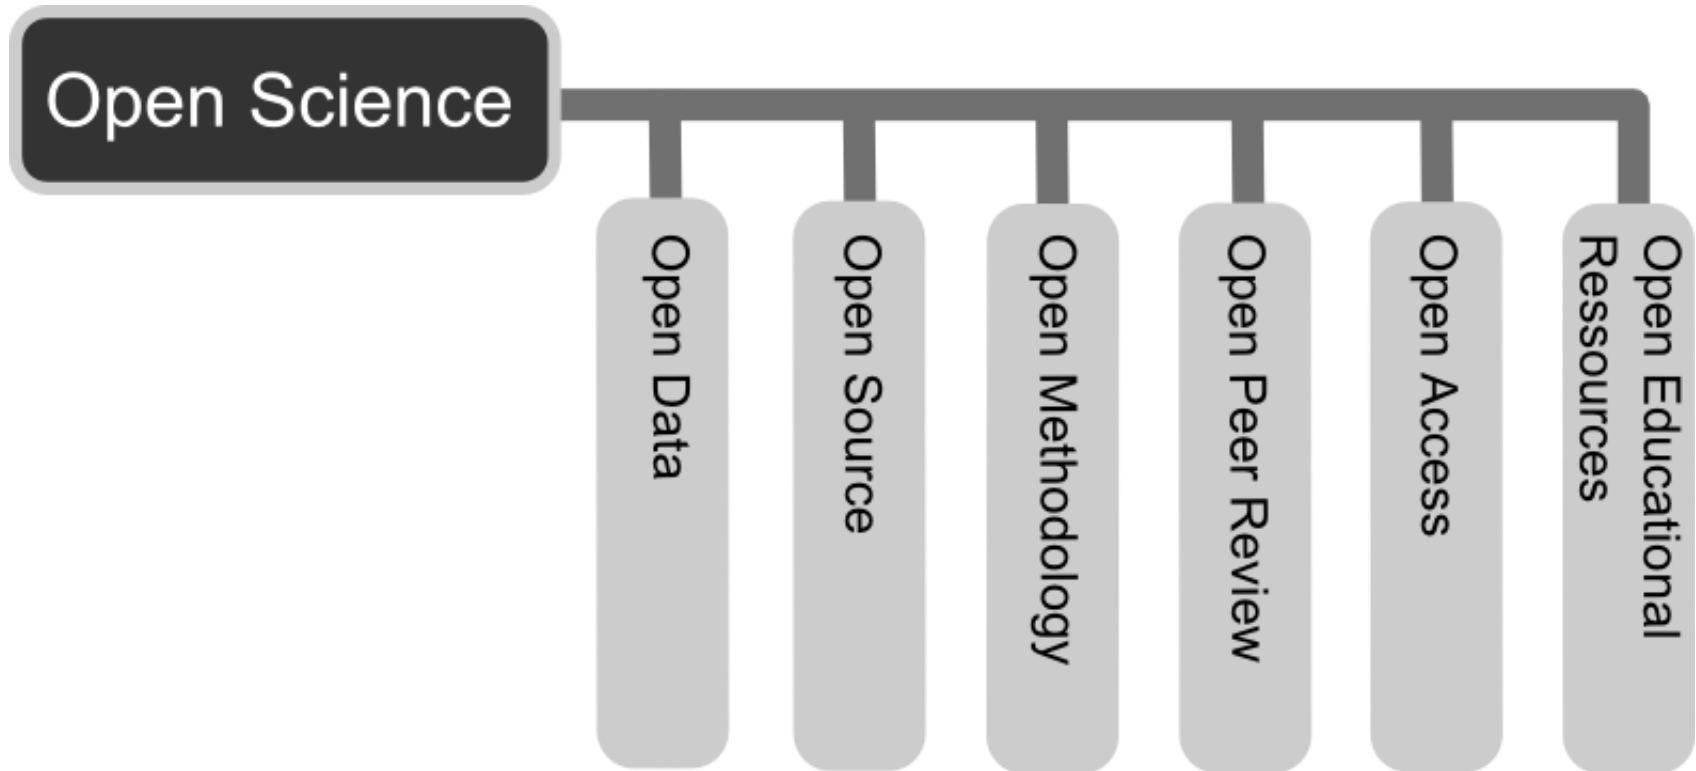 Open Science
Open Data
Open Source
Open Methodology
Open Peer Review
Open Access
Open Educational
Ressources